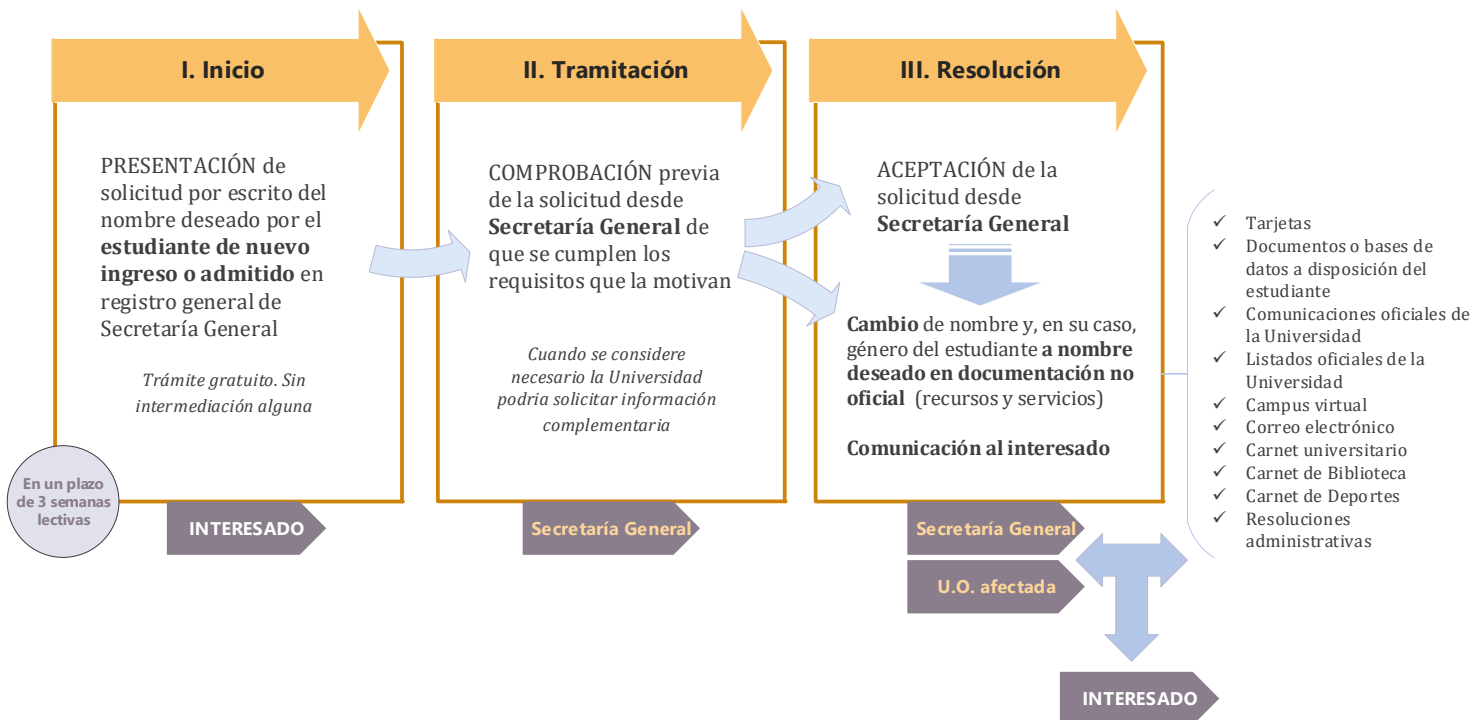 I. Inicio
PRESENTACIÓN de
solicitud por escrito del
nombre deseado por el
estudiante de nuevo
ingreso o admitido en
registro general de
Secretaría General
Trámite gratuito. Sin
intermediación alguna
En un plazo
de 3 semanas
lectivas
INTERESADO
II. Tramitación
COMPROBACIÓN previa
de la solicitud desde
Secretaría General de
que se cumplen los
requisitos que la motivan
Cuando se considere
necesario la Universidad
podria solicitar información
complementaria
Secretaría General
III. Resolución
ACEPTACIÓN de la
solicitud desde
Secretaría General
Cambio de nombre y, en su caso,
género del estudiante a nombre
deseado en documentación no
oficial (recursos y servicios)
Comunicación al interesado
Secretaría General
U.O. afectada
INTERESADO
✓ Tarjetas
✓ Documentos o bases de
datos a disposición del
estudiante
✓ Comunicaciones oficiales de
la Universidad
✓ Listados oficiales de la
Universidad
✓ Campus virtual
✓ Correo electrónico
✓ Carnet universitario
✓ Carnet de Biblioteca
✓ Carnet de Deportes
✓ Resoluciones
administrativas